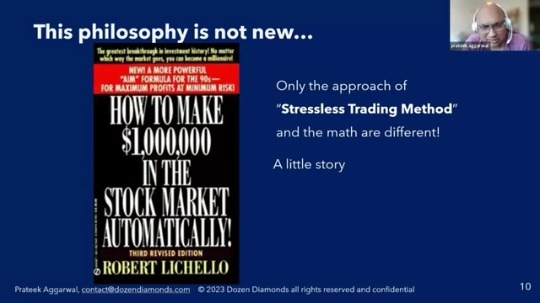 This philosophy is not new...
prateek aggarwal
The greatest breakthrough in investment history! No matter
which way the market goes, you can become a millionaire!
NEW! A MORE POWERFUL
"AIM" FORMULA FOR THE 90s—
FOR MAXIMUM PROFITS AT MINIMUM RISK!
HOW TO MAKE
$1,000,000
IN THE
STOCK MARKET
AUTOMATICALLY!
THIRD REVISED EDITION
ROBERT LICHELLO
Only the approach of
“Stressless Trading Method”
and the math are different!
A little story
Prateek Aggarwal, contact@dozendiamonds.com © 2023 Dozen Diamonds all rights reserved and confidential
10